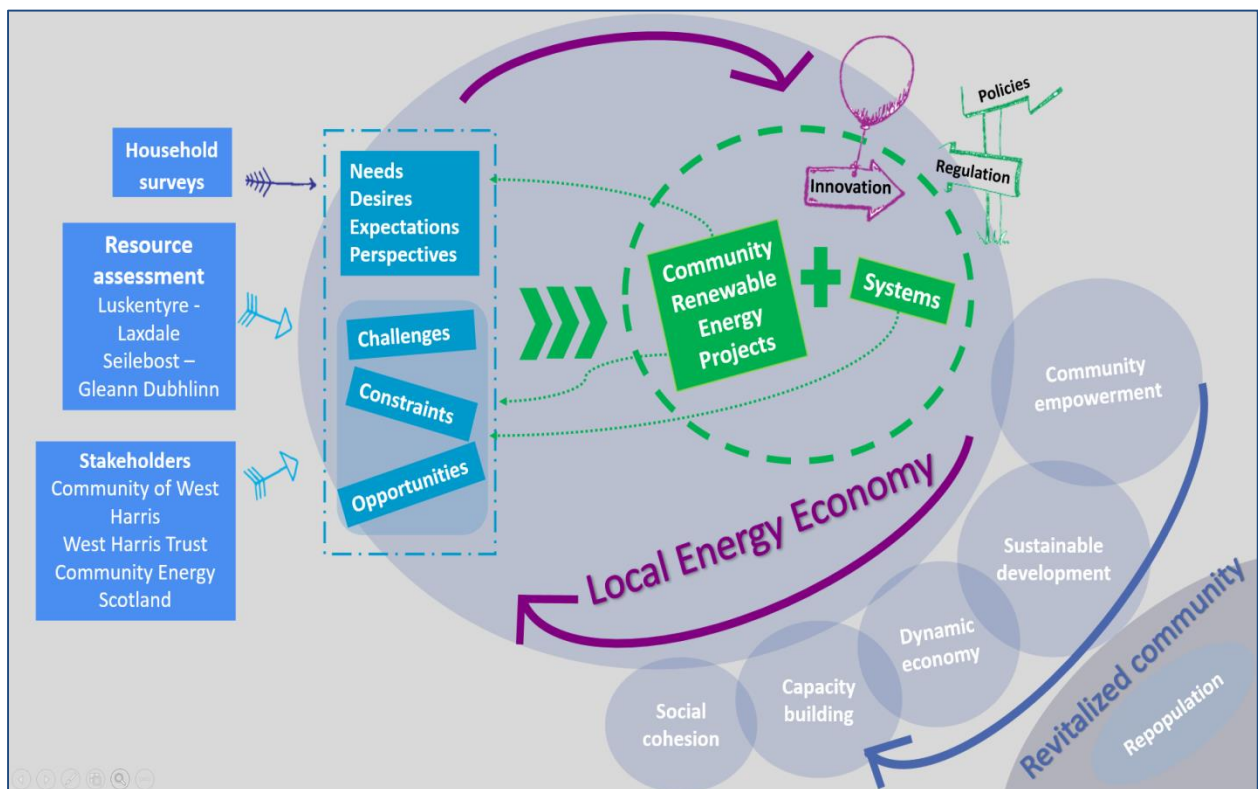 Household
surveys
Resource
assessment
Luskentyre -
Laxdale
Seilebost –
Gleann Dubhlinn
Stakeholders
Community of West
Harris
West Harris Trust
Community Energy
Scotland
Needs
Desires
Expectations
Perspectives
Challenges
Constraints
Opportunities
Community
Renewable
Energy
Projects
+
Systems
Innovation
Policies
Regulation
Local Energy Economy
Community
empowerment
Sustainable
development
Dynamic
economy
Capacity
building
Social
cohesion
Revitalized community
Repopulation